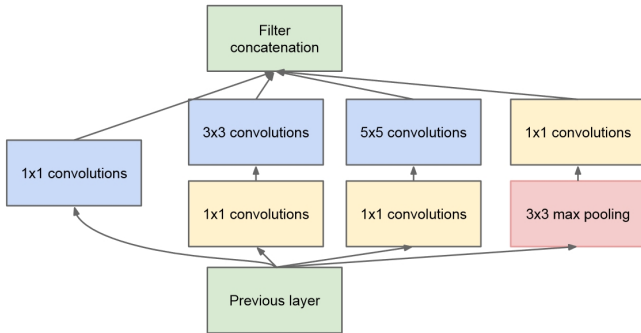 Filter
concatenation
3x3 convolutions
5x5 convolutions
1x1 convolutions
1x1 convolutions
1x1 convolutions
1x1 convolutions
3x3 max pooling
Previous layer